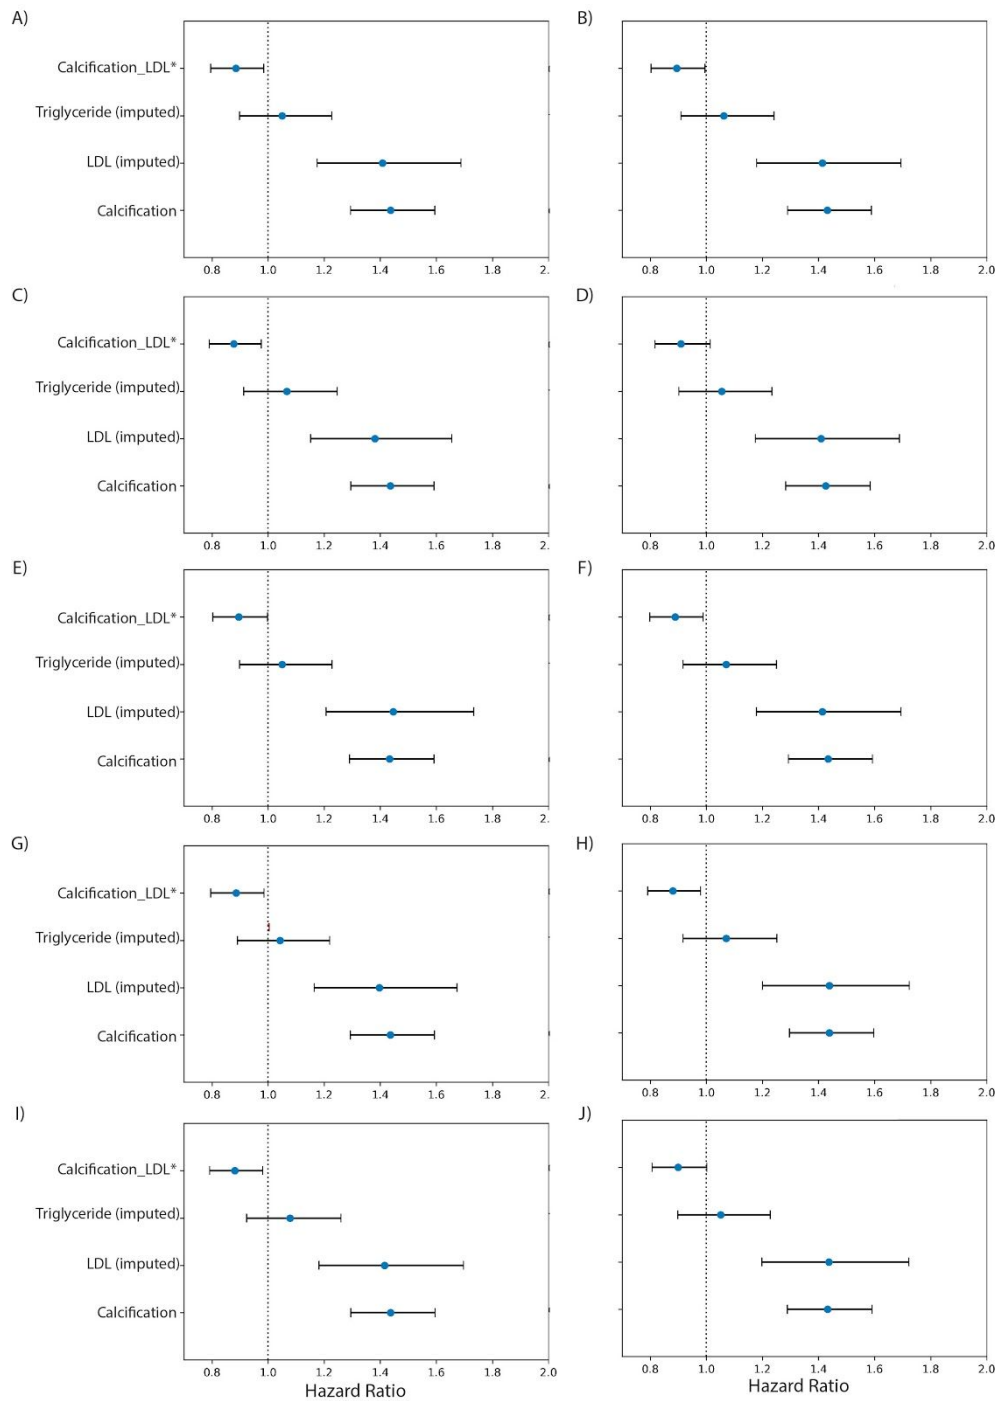 A)
B)
Calcification_LDL*
Triglyceride (imputed)
LDL (imputed)
Calcification
0.8 1.0 1.2 1.4 1.6 1.8 2.
0.8 1.0 1.2 1.4 1.6 1.8 2.0
C)
D)
Calcification_LDL*
Triglyceride (imputed)
LDL (imputed)
Calcification
0.8 1.0 1.2 1.4 1.6 1.8 2.
0.8 1.0 1.2 1.4 1.6 1.8 2.0
E)
F)
Calcification_LDL*
Triglyceride (imputed)
LDL (imputed)
Calcification
0.8 1.0 1.2 1.4 1.6 1.8 2.
0.8 1.0 1.2 1.4 1.6 1.8 2.0
G)
H)
Calcification_LDL*
Triglyceride (imputed)
LDL (imputed)
Calcification
0.8 1.0 1.2 1.4 1.6 1.8 2.
0.8 1.0 1.2 1.4 1.6 1.8 2.0
I)
J)
Calcification_LDL*
Triglyceride (imputed)
LDL (imputed)
Calcification
0.8 1.0 1.2 1.4 1.6 1.8 2.
0.8 1.0 1.2 1.4 1.6 1.8 2.0
Hazard Ratio
Hazard Ratio